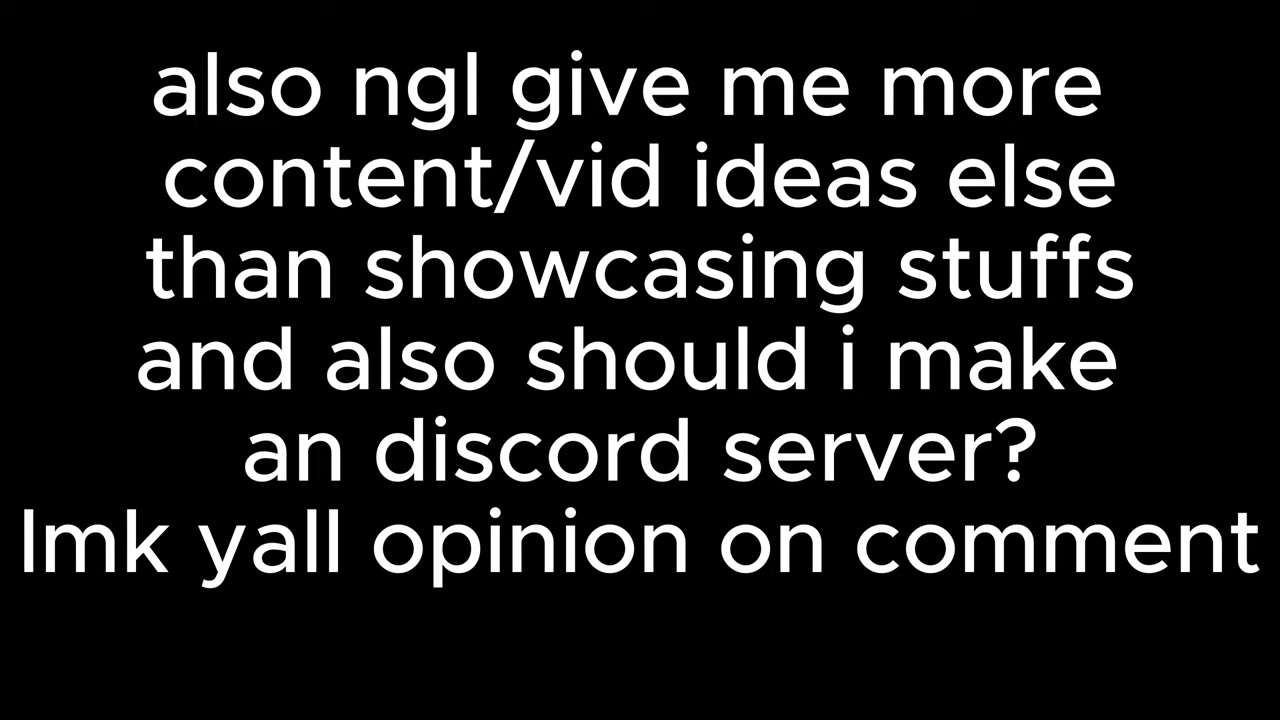 also ngl give me more
content/vid ideas else
than showcasing stuffs
and also should i make
an discord server?
lmk yall opinion on comment